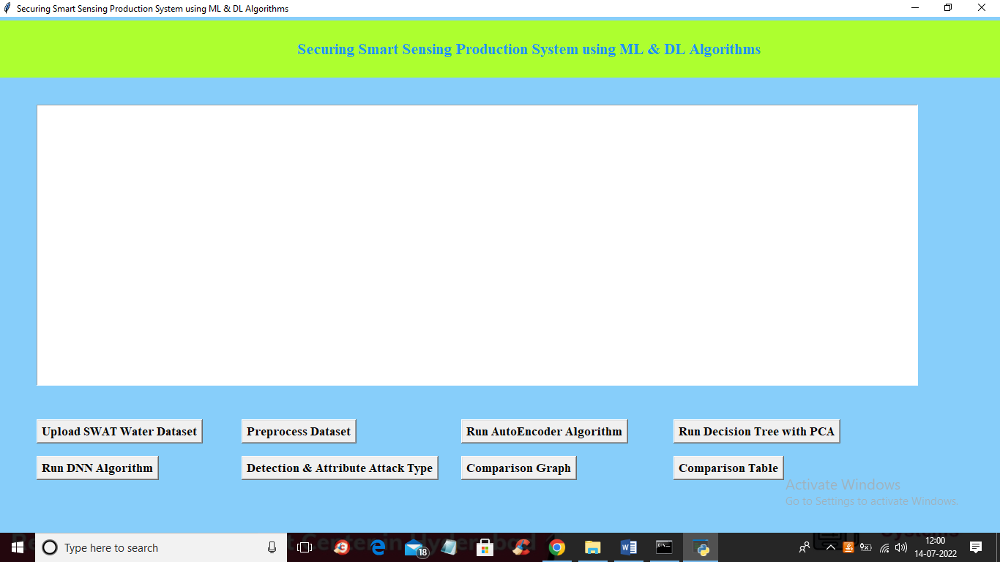 Securing Smart Sensing Production System using ML & DL Algorithms
Securing Smart Sensing Production System using ML & DL Algorithms
Upload SWAT Water Dataset
Preprocess Dataset
Run AutoEncoder Algorithm
Run Decision Tree with PCA
Run DNN Algorithm
Detection & Attribute Attack Type
Comparison Graph
Comparison Table
Activate Windows
Go to Settings to activate Windows.
Type here to search
18
12:00
14-07-2022